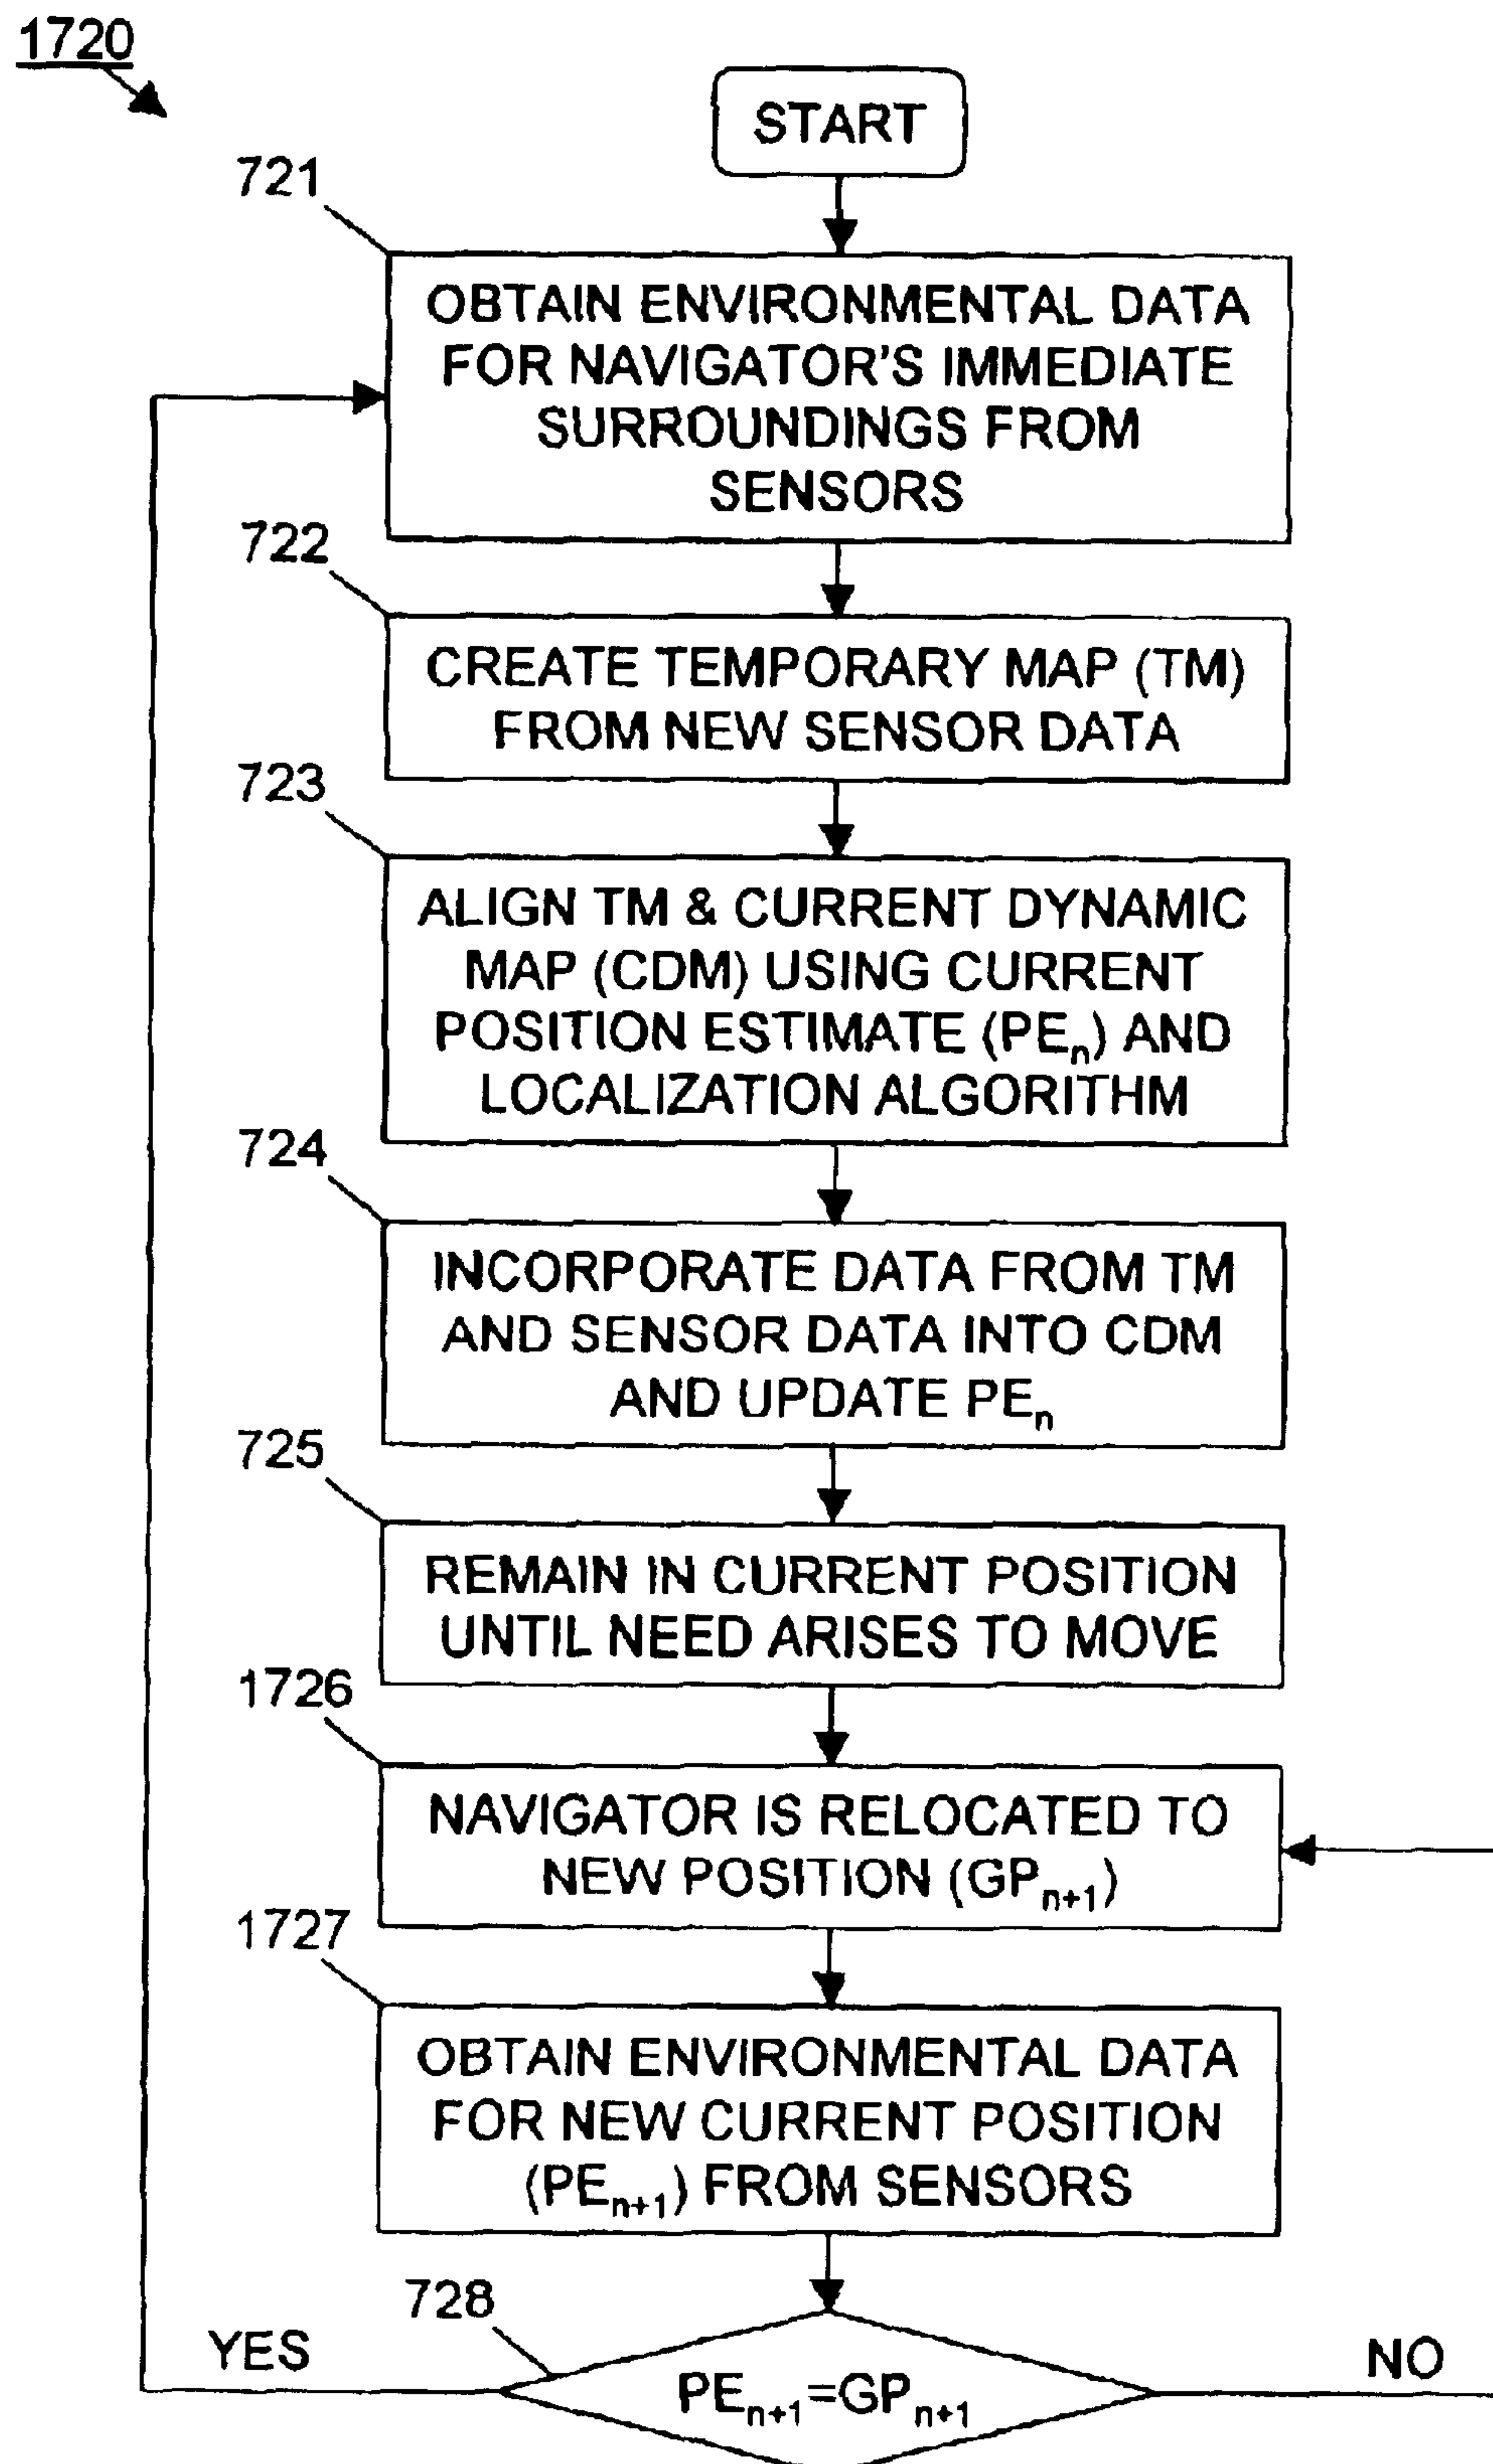 1720
START
721
OBTAIN ENVIRONMENTAL DATA
FOR NAVIGATOR'S IMMEDIATE
SURROUNDINGS FROM
SENSORS
722
CREATE TEMPORARY MAP (TM)
FROM NEW SENSOR DATA
723
ALIGN TM & CURRENT DYNAMIC
MAP (CDM) USING CURRENT
POSITION ESTIMATE (PEₙ) AND
LOCALIZATION ALGORITHM
724
INCORPORATE DATA FROM TM
AND SENSOR DATA INTO CDM
AND UPDATE PEₙ
725
REMAIN IN CURRENT POSITION
UNTIL NEED ARISES TO MOVE
1726
NAVIGATOR IS RELOCATED TO
NEW POSITION (GPₙ₊₁)
1727
OBTAIN ENVIRONMENTAL DATA
FOR NEW CURRENT POSITION
(PEₙ₊₁) FROM SENSORS
728
YES
PEₙ₊₁=GPₙ₊₁
NO